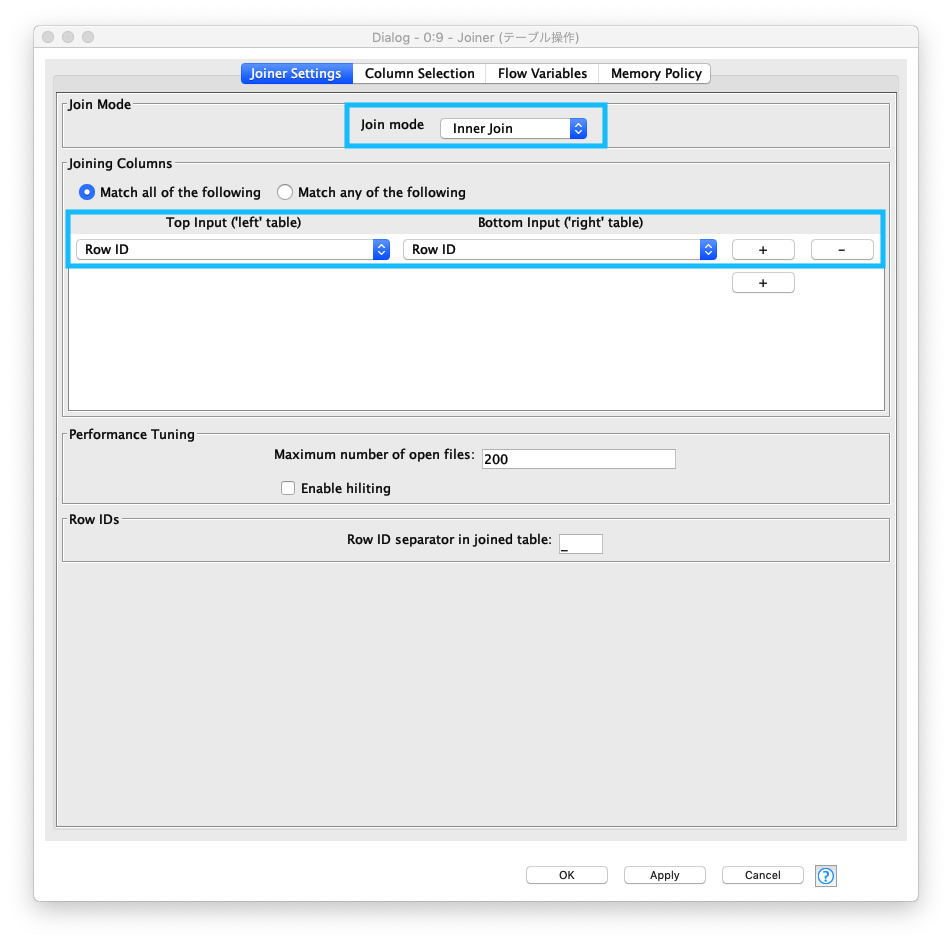 Dialog - 0:9 - Joiner (テーブル操作)
Joiner Settings Column Selection Flow Variables Memory Policy
Join Mode
Join mode Inner Join
Joining Columns
Match all of the following Match any of the following
Top Input ('left' table) Bottom Input ('right' table)
Row ID Row ID + –
+
Performance Tuning
Maximum number of open files: 200
Enable hiliting
Row IDs
Row ID separator in joined table: _
OK Apply Cancel ?